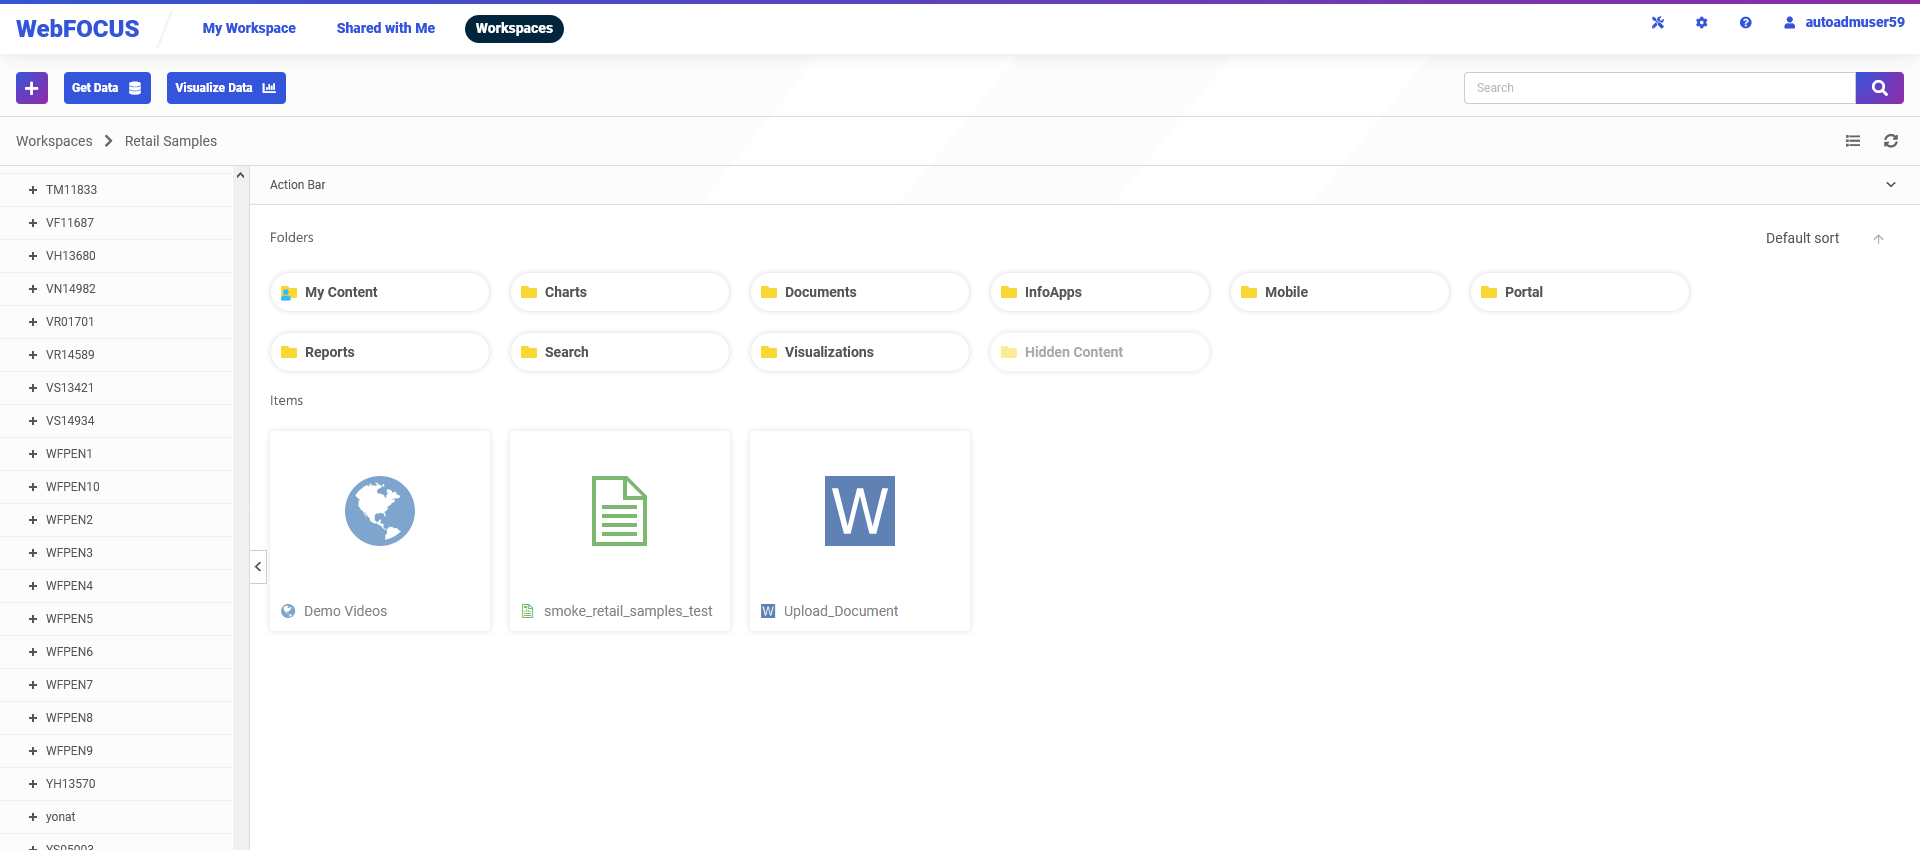 WebFOCUS
My Workspace
Shared with Me
Workspaces
autoadmuser59
Get Data
Visualize Data
Search
Workspaces
Retail Samples
TM11833
VF11687
VH13680
VN14982
VR01701
VR14589
VS13421
VS14934
WFPEN1
WFPEN10
WFPEN2
WFPEN3
WFPEN4
WFPEN5
WFPEN6
WFPEN7
WFPEN8
WFPEN9
YH13570
yonat
Action Bar
Folders
Default sort
My Content
Charts
Documents
InfoApps
Mobile
Portal
Reports
Search
Visualizations
Hidden Content
Items
W
Demo Videos
smoke_retail_samples_test
W
Upload_Document